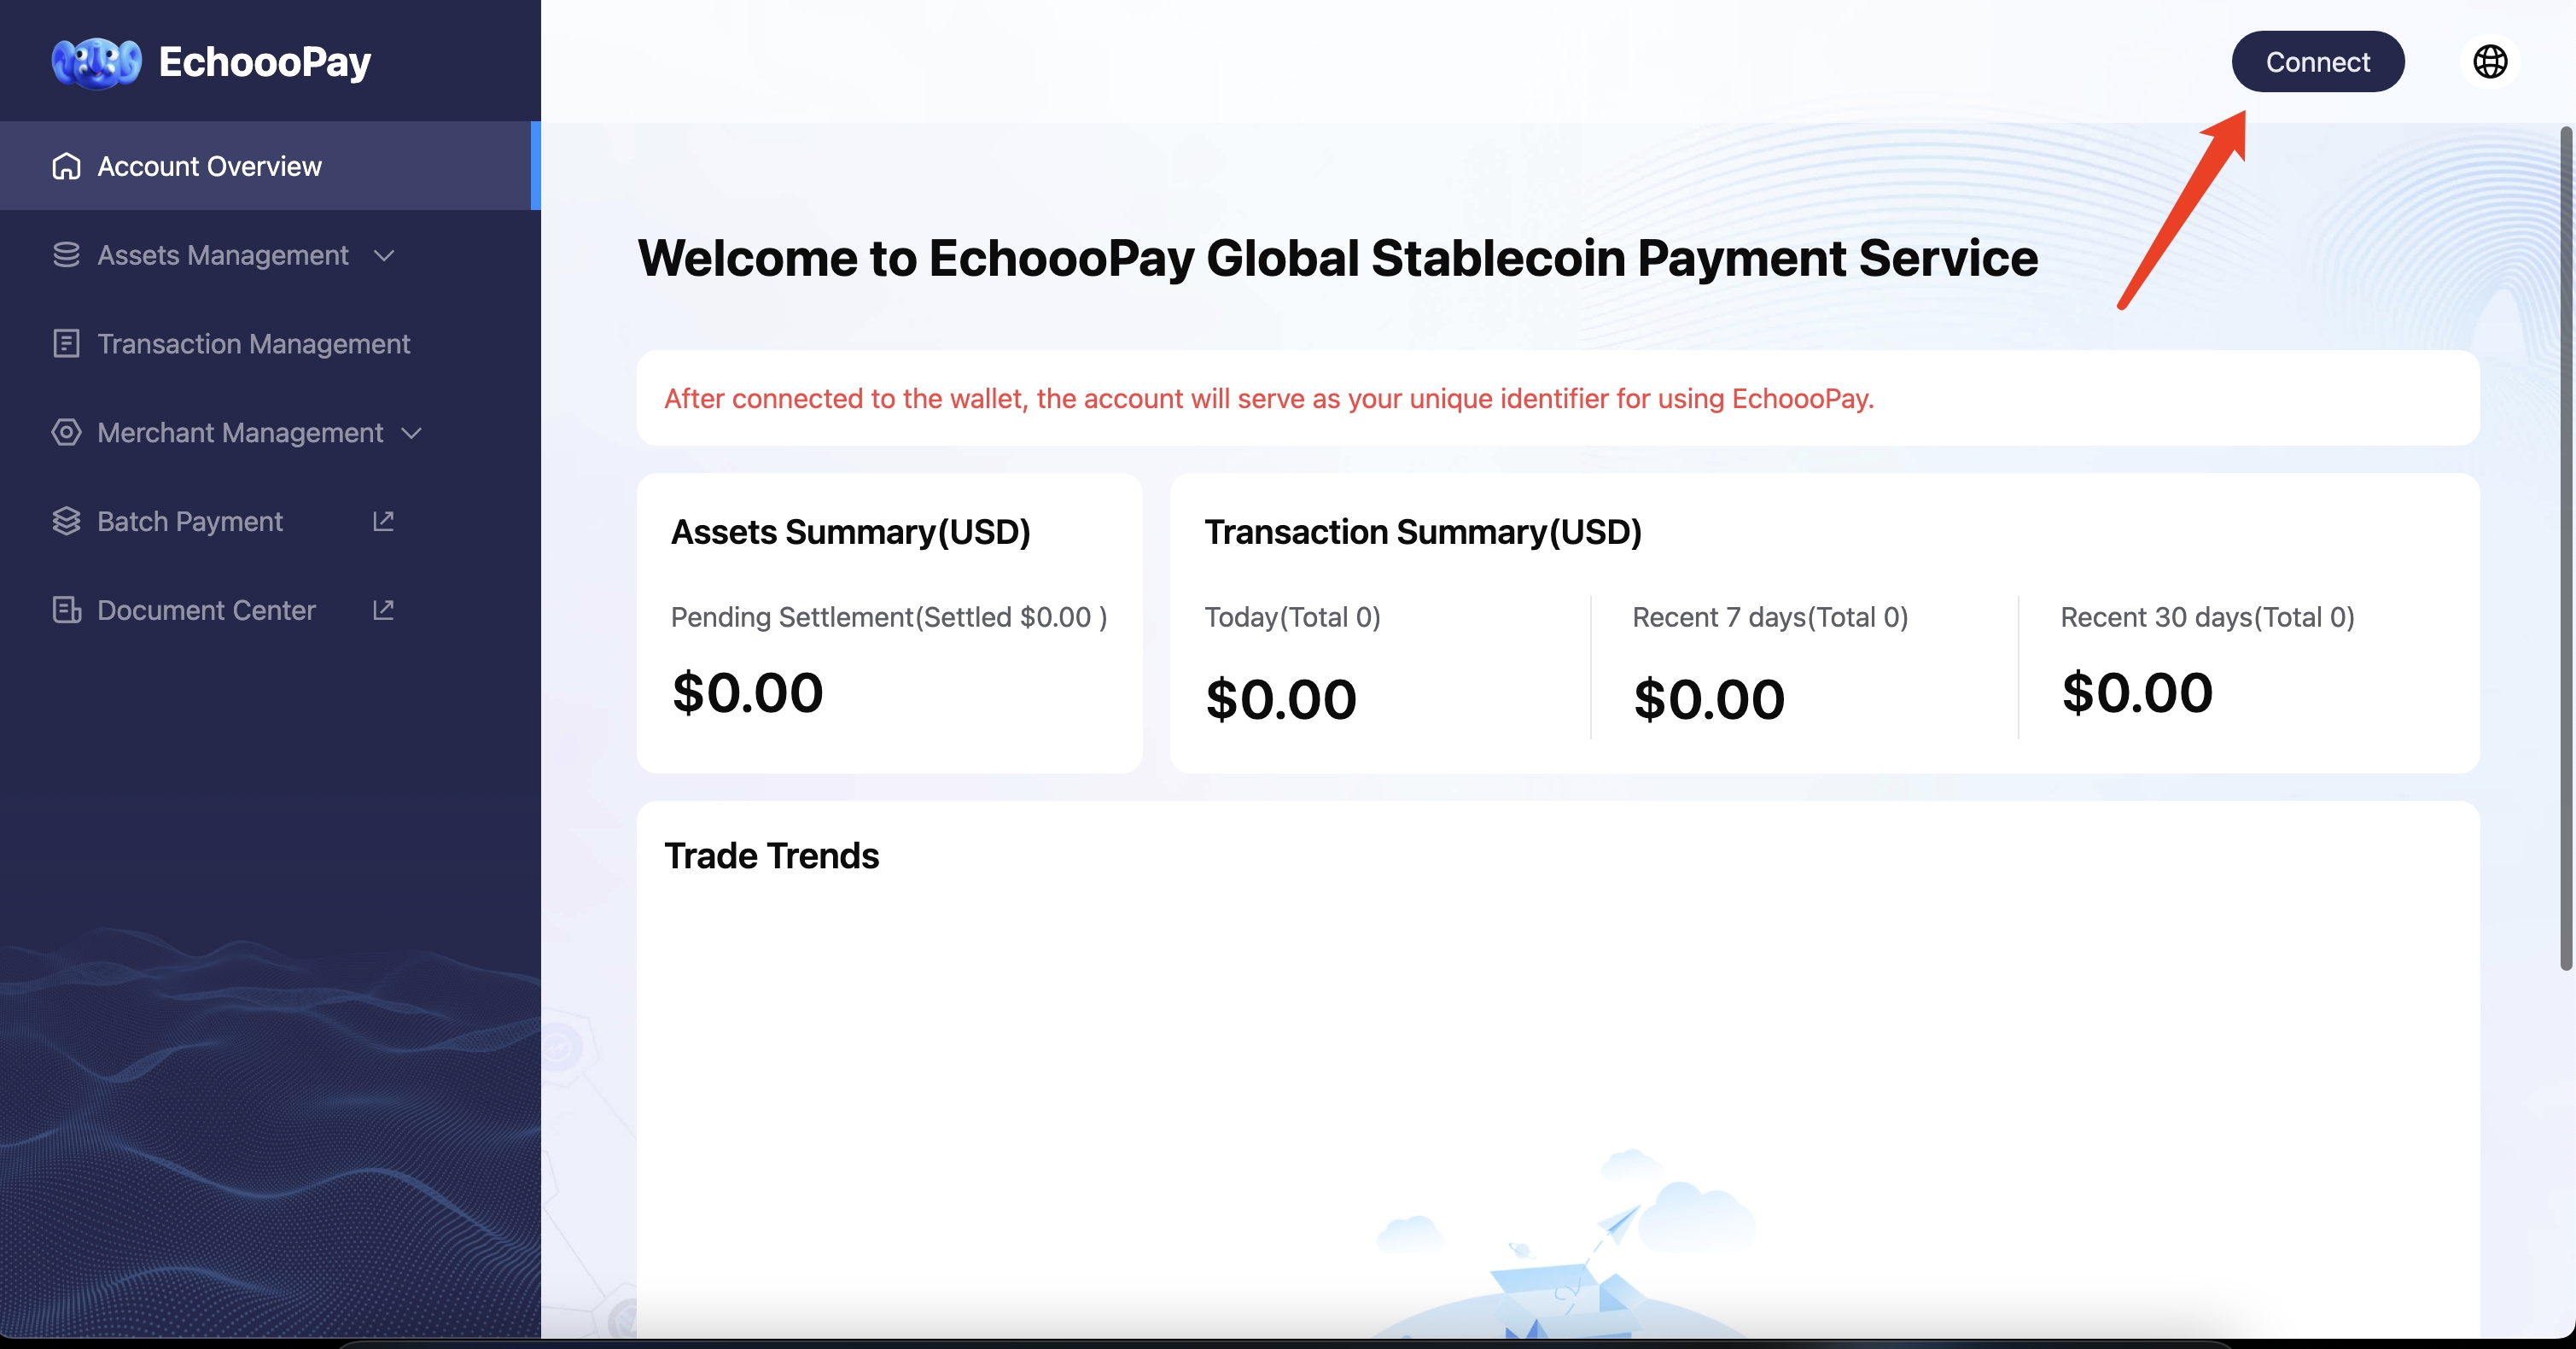 EchoooPay
Connect
Account Overview
Assets Management
Transaction Management
Merchant Management
Batch Payment
Document Center
Welcome to EchoooPay Global Stablecoin Payment Service
After connected to the wallet, the account will serve as your unique identifier for using EchoooPay.
Assets Summary(USD)
Pending Settlement(Settled $0.00 )
$0.00
Transaction Summary(USD)
Today(Total 0)
$0.00
Recent 7 days(Total 0)
$0.00
Recent 30 days(Total 0)
$0.00
Trade Trends